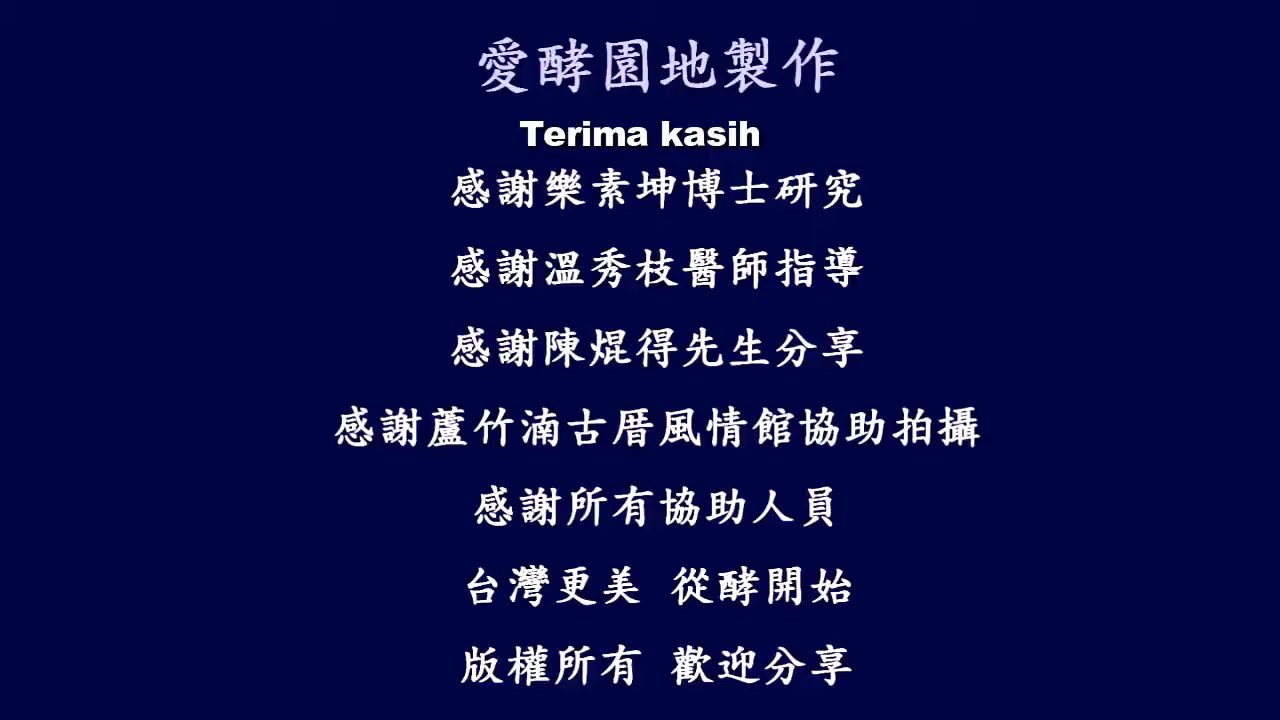 愛酵園地製作
Terima kasih
感謝樂素坤博士研究
感謝溫秀枝醫師指導
感謝陳焜得先生分享
感謝蘆竹湳古厝風情館協助拍攝
感謝所有協助人員
台灣更美 從酵開始
版權所有 歡迎分享